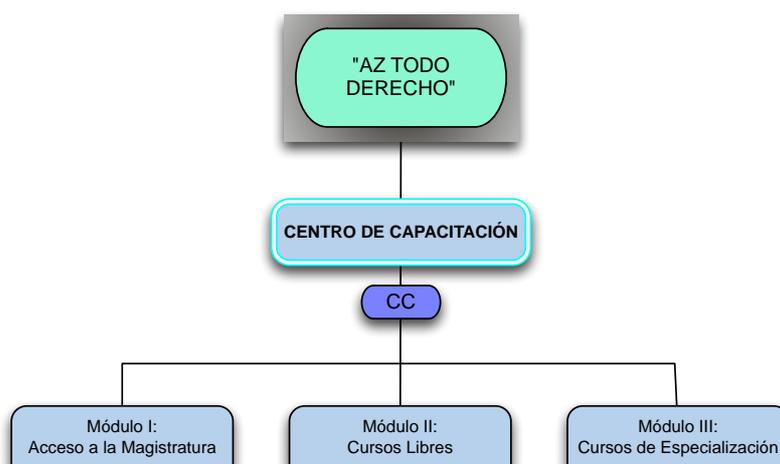 "AZ TODO
DERECHO"
CENTRO DE CAPACITACIÓN
CC
Módulo I:
Acceso a la Magistratura
Módulo II:
Cursos Libres
Módulo III:
Cursos de Especialización